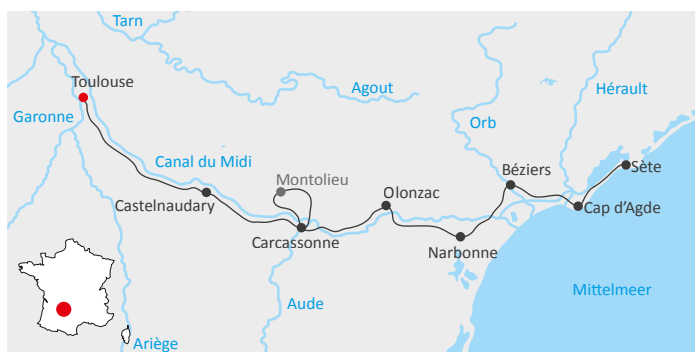 Tarn
Toulouse
Agout
Hérault
Garonne
Orb
Canal du Midi
Béziers
Sète
Montolieu
Castelnaudary
Olonzac
Cap d'Agde
Carcassonne
Narbonne
Mittelmeer
Aude
Ariège